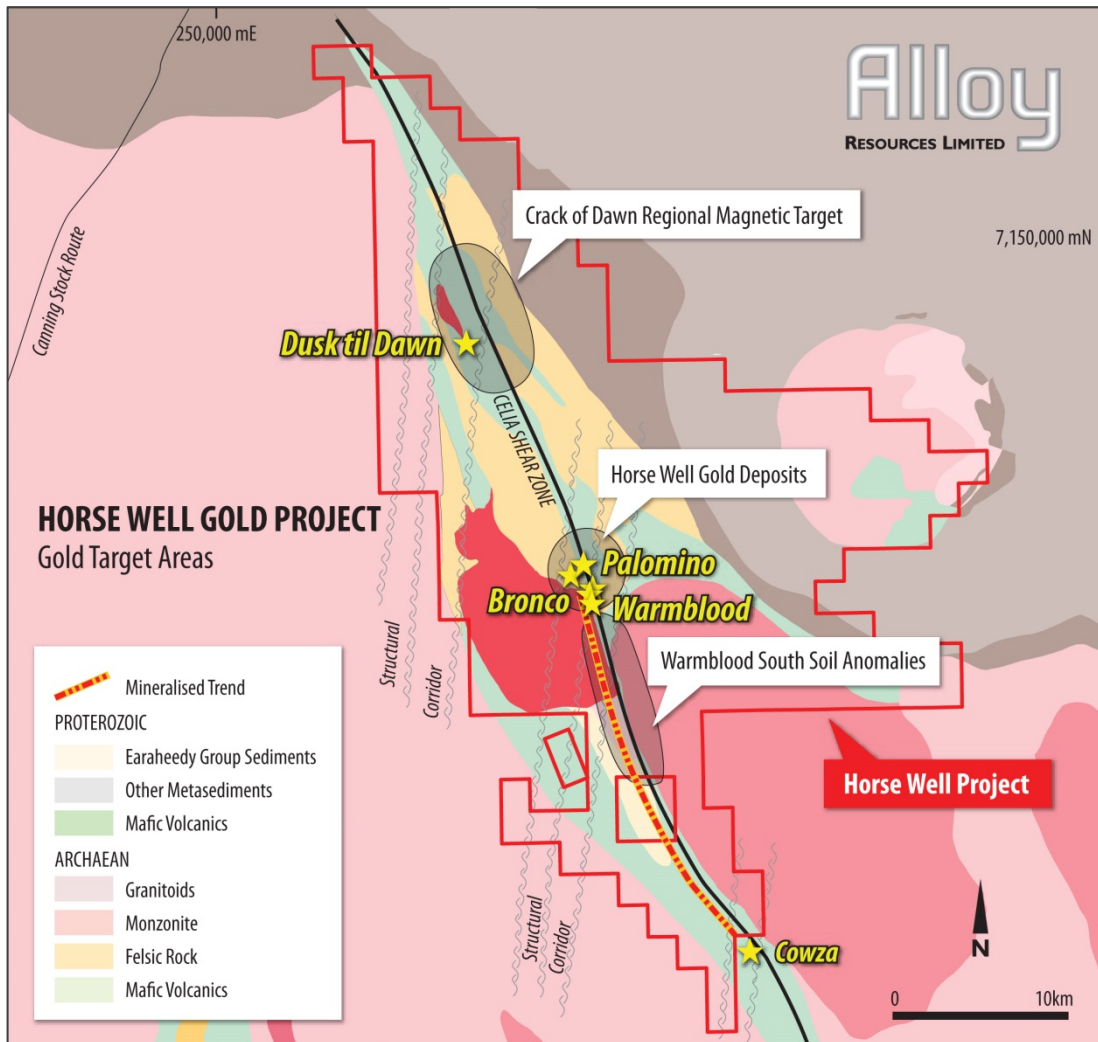 250,000 mE
Alloy
RESOURCES LIMITED
Canning Stock Route
Crack of Dawn Regional Magnetic Target
7,150,000 mN
Dusk til Dawn
CELIA SHEAR ZONE
Horse Well Gold Deposits
HORSE WELL GOLD PROJECT
Gold Target Areas
Palomino
Bronco
Warmblood
Structural
Corridor
Warmblood South Soil Anomalies
Mineralised Trend
PROTEROZOIC
Earaheedy Group Sediments
Other Metasediments
Mafic Volcanics
ARCHAEAN
Granitoids
Monzonite
Felsic Rock
Mafic Volcanics
Horse Well Project
Structural
Corridor
Cowza
N
0 10km